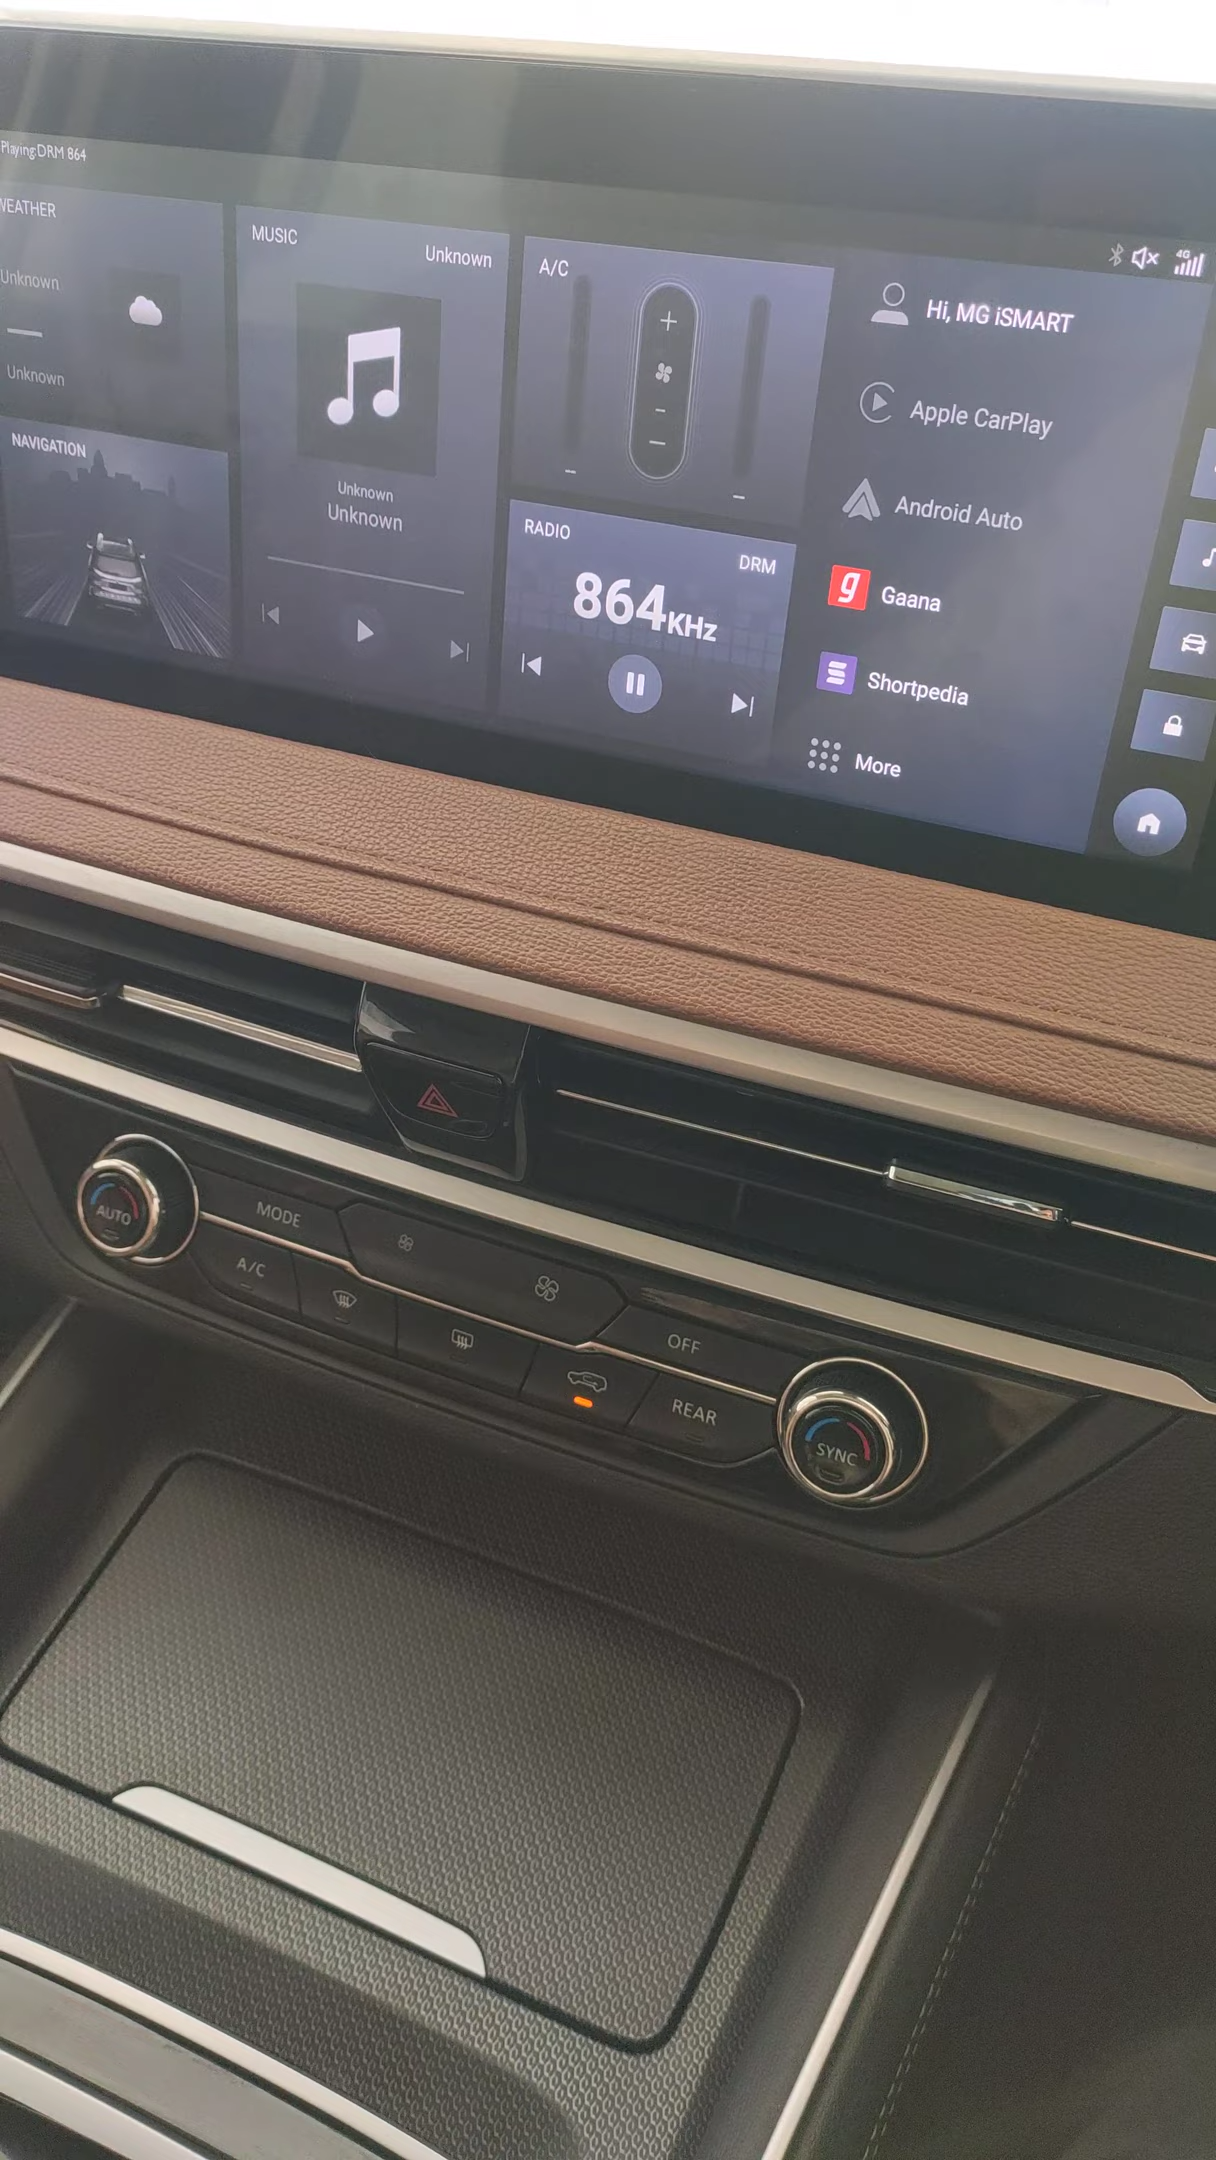 Playing:DRM 864
WEATHER
Unknown
Unknown
NAVIGATION
MUSIC
Unknown
Unknown
Unknown
A/C
RADIO
DRM
864KHz
4G
Hi, MG iSMART
Apple CarPlay
Android Auto
g Gaana
Shortpedia
More
AUTO
MODE
A/C
OFF
REAR
SYNC